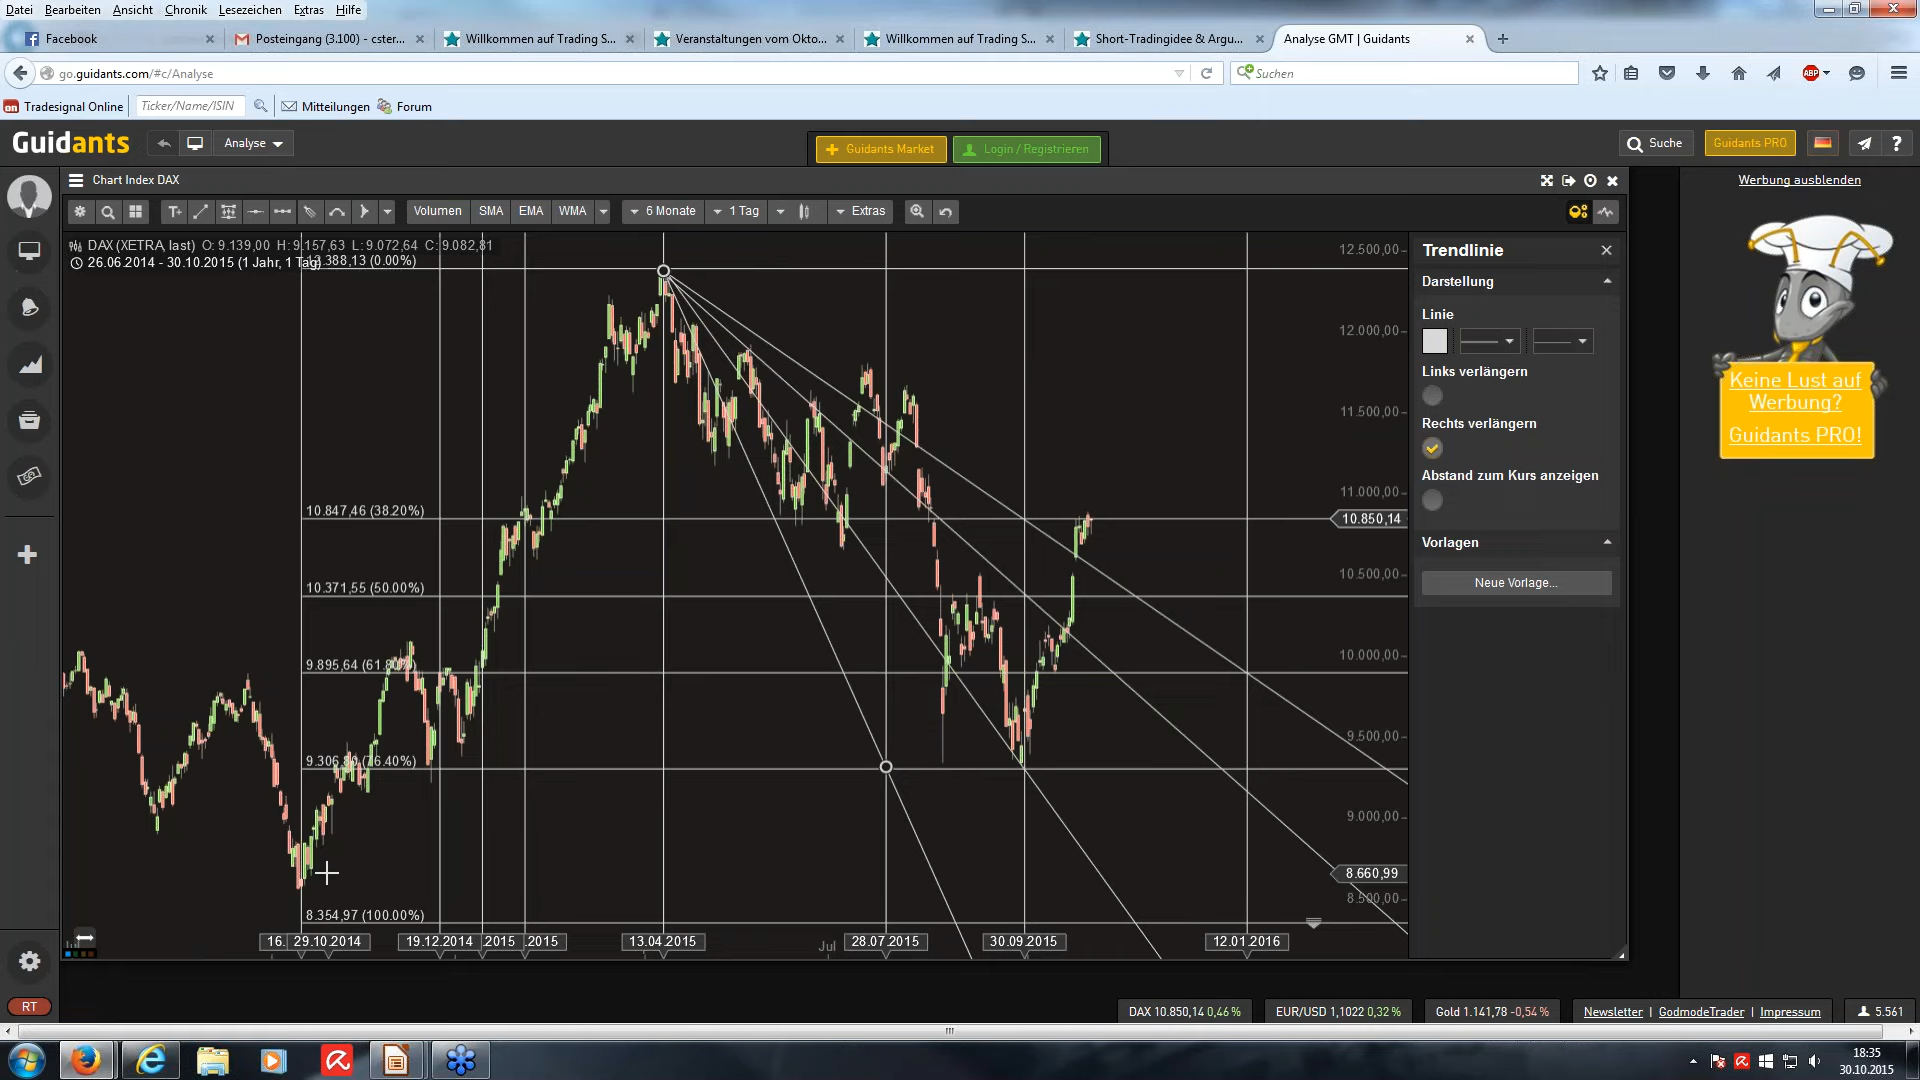 Datei Bearbeiten Ansicht Chronik Lesezeichen Extras Hilfe
Facebook Posteingang (3.100) - cster... Willkommen auf Trading S... Veranstaltungen vom Okto... Willkommen auf Trading S... Short-Tradingidee & Argu... Analyse GMT | Guidants
go.guidants.com/#c/Analyse Suchen
Tradesignal Online Ticker/Name/ISIN Mitteilungen Forum
Guidants Analyse Guidants Market Login / Registrieren Suche Guidants PRO
Chart Index DAX
Werbung ausblenden
T+ Volumen SMA EMA WMA 6 Monate 1 Tag Extras
DAX (XETRA, last) O: 9.139,00 H: 9.157,63 L: 9.072,64 C: 9.082,81
26.06.2014 - 30.10.2015 (1 Jahr, 1 Tag)
.388,13 (0.00%)
12.500,00
12.000,00
11.500,00
11.000,00
10.847,46 (38.20%)
10.850,14
10.500,00
10.371,55 (50.00%)
10.000,00
9.895,64 (61.80%)
9.500,00
9.306,80 (76.40%)
9.000,00
8.660,99
8.500,00
8.354,97 (100.00%)
16. 29.10.2014 19.12.2014 .2015 .2015 13.04.2015 Jul 28.07.2015 30.09.2015 12.01.2016
Trendlinie
Darstellung
Linie
Links verlängern
Rechts verlängern
Abstand zum Kurs anzeigen
Vorlagen
Neue Vorlage...
Keine Lust auf
Werbung?
Guidants PRO!
RT
DAX 10.850,14 0,46 % EUR/USD 1,1022 0,32 % Gold 1.141,78 -0,54 % Newsletter | GodmodeTrader | Impressum 5.561
18:35
30.10.2015